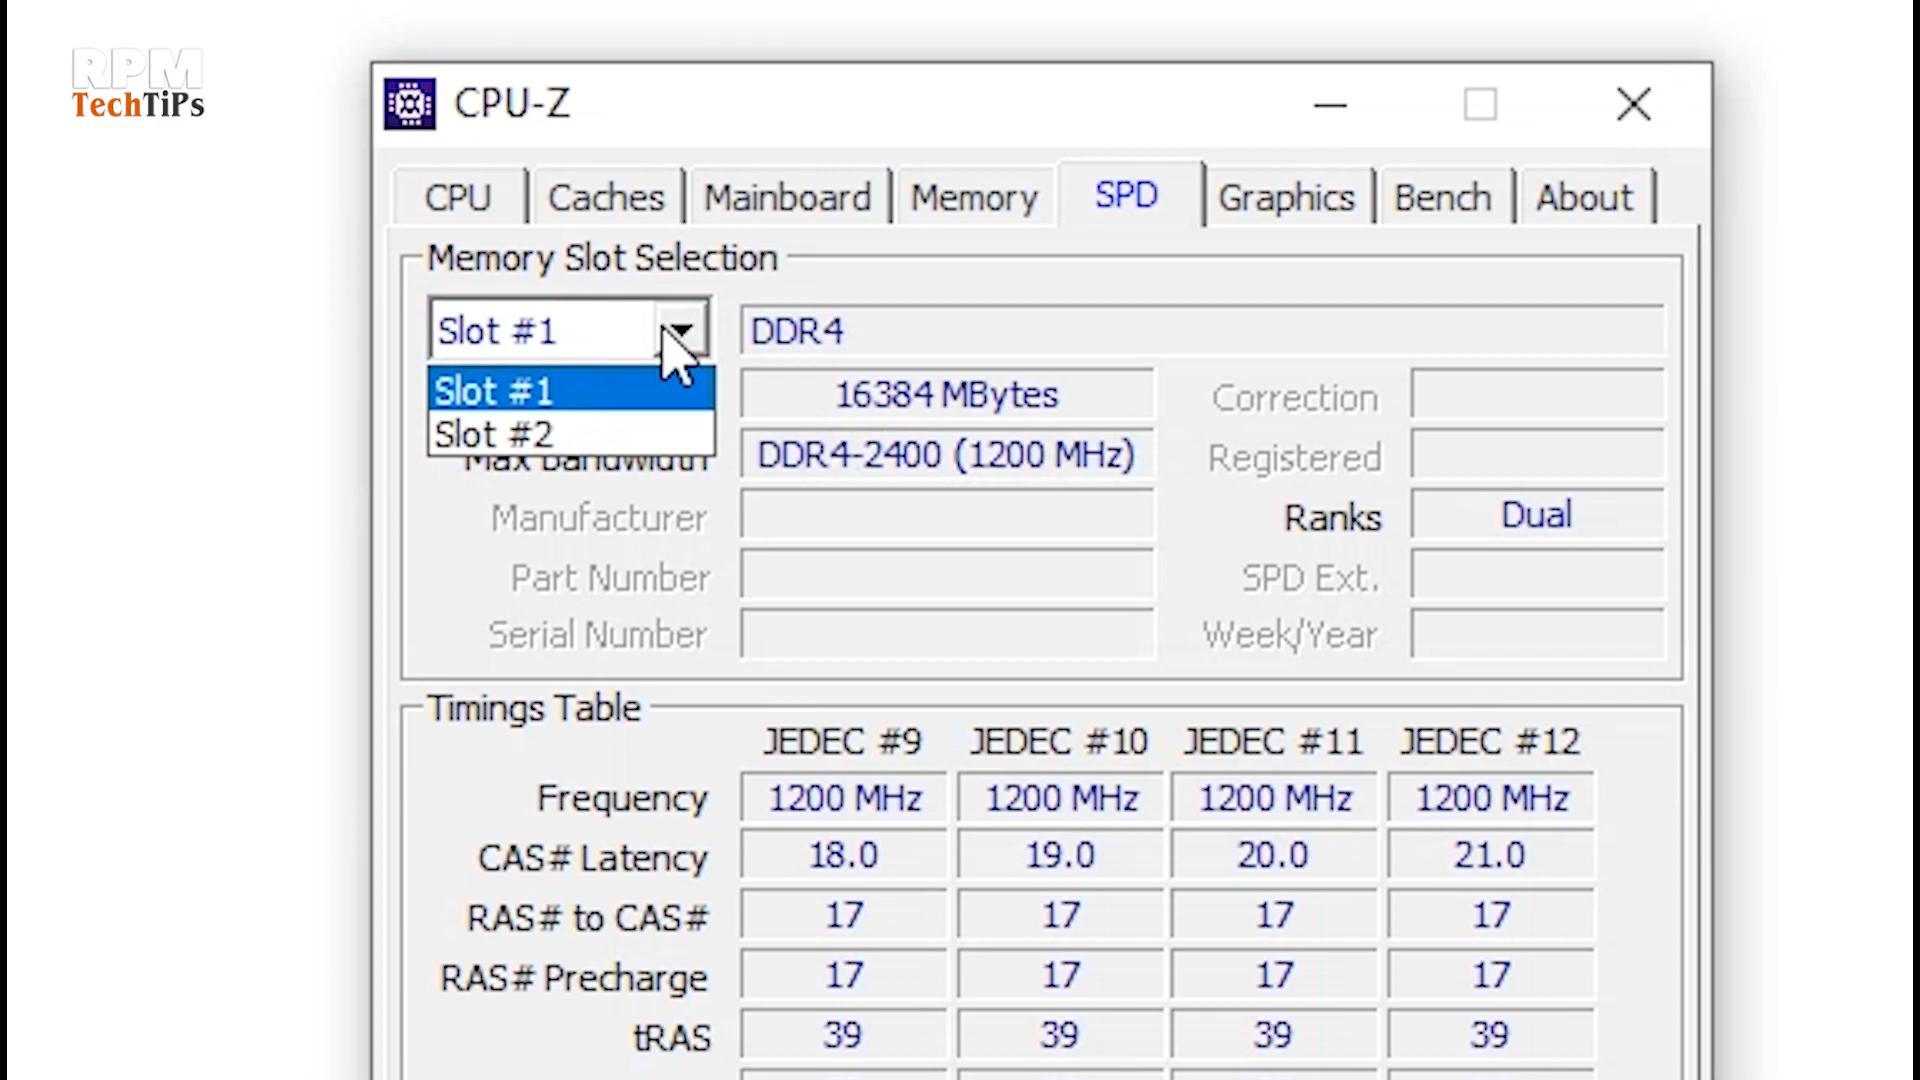 RPM
TechTiPs
CPU-Z
CPU Caches Mainboard Memory SPD Graphics Bench About
Memory Slot Selection
Slot #1 DDR4
Slot #1 16384 MBytes Correction
Slot #2
Max Bandwidth DDR4-2400 (1200 MHz) Registered
Manufacturer Ranks Dual
Part Number SPD Ext.
Serial Number Week/Year
Timings Table
JEDEC #9 JEDEC #10 JEDEC #11 JEDEC #12
Frequency 1200 MHz 1200 MHz 1200 MHz 1200 MHz
CAS# Latency 18.0 19.0 20.0 21.0
RAS# to CAS# 17 17 17 17
RAS# Precharge 17 17 17 17
tRAS 39 39 39 39